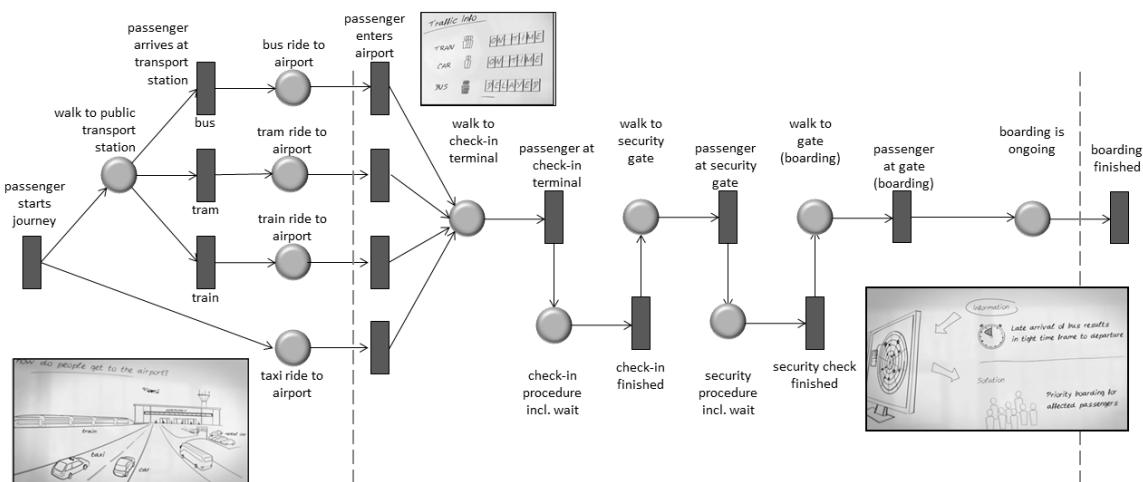 passenger
starts
journey
walk to public
transport
station
passenger
arrives at
transport
station
bus
tram
train
bus ride to
airport
tram ride to
airport
train ride to
airport
taxi ride to
airport
passenger
enters
airport
Traffic Info
TRAIN ON TIME
CAR ON TIME
BUS DELAYED
walk to
check-in
terminal
passenger at
check-in
terminal
check-in
procedure
incl. wait
check-in
finished
walk to
security
gate
passenger
at security
gate
security
procedure
incl. wait
security check
finished
walk to
gate
(boarding)
passenger
at gate
(boarding)
boarding is
ongoing
boarding
finished
How do people get to the airport?
train
taxi
car
Information
Late arrival of bus results
in tight time frame to departure
Solution
Priority boarding for
affected passengers